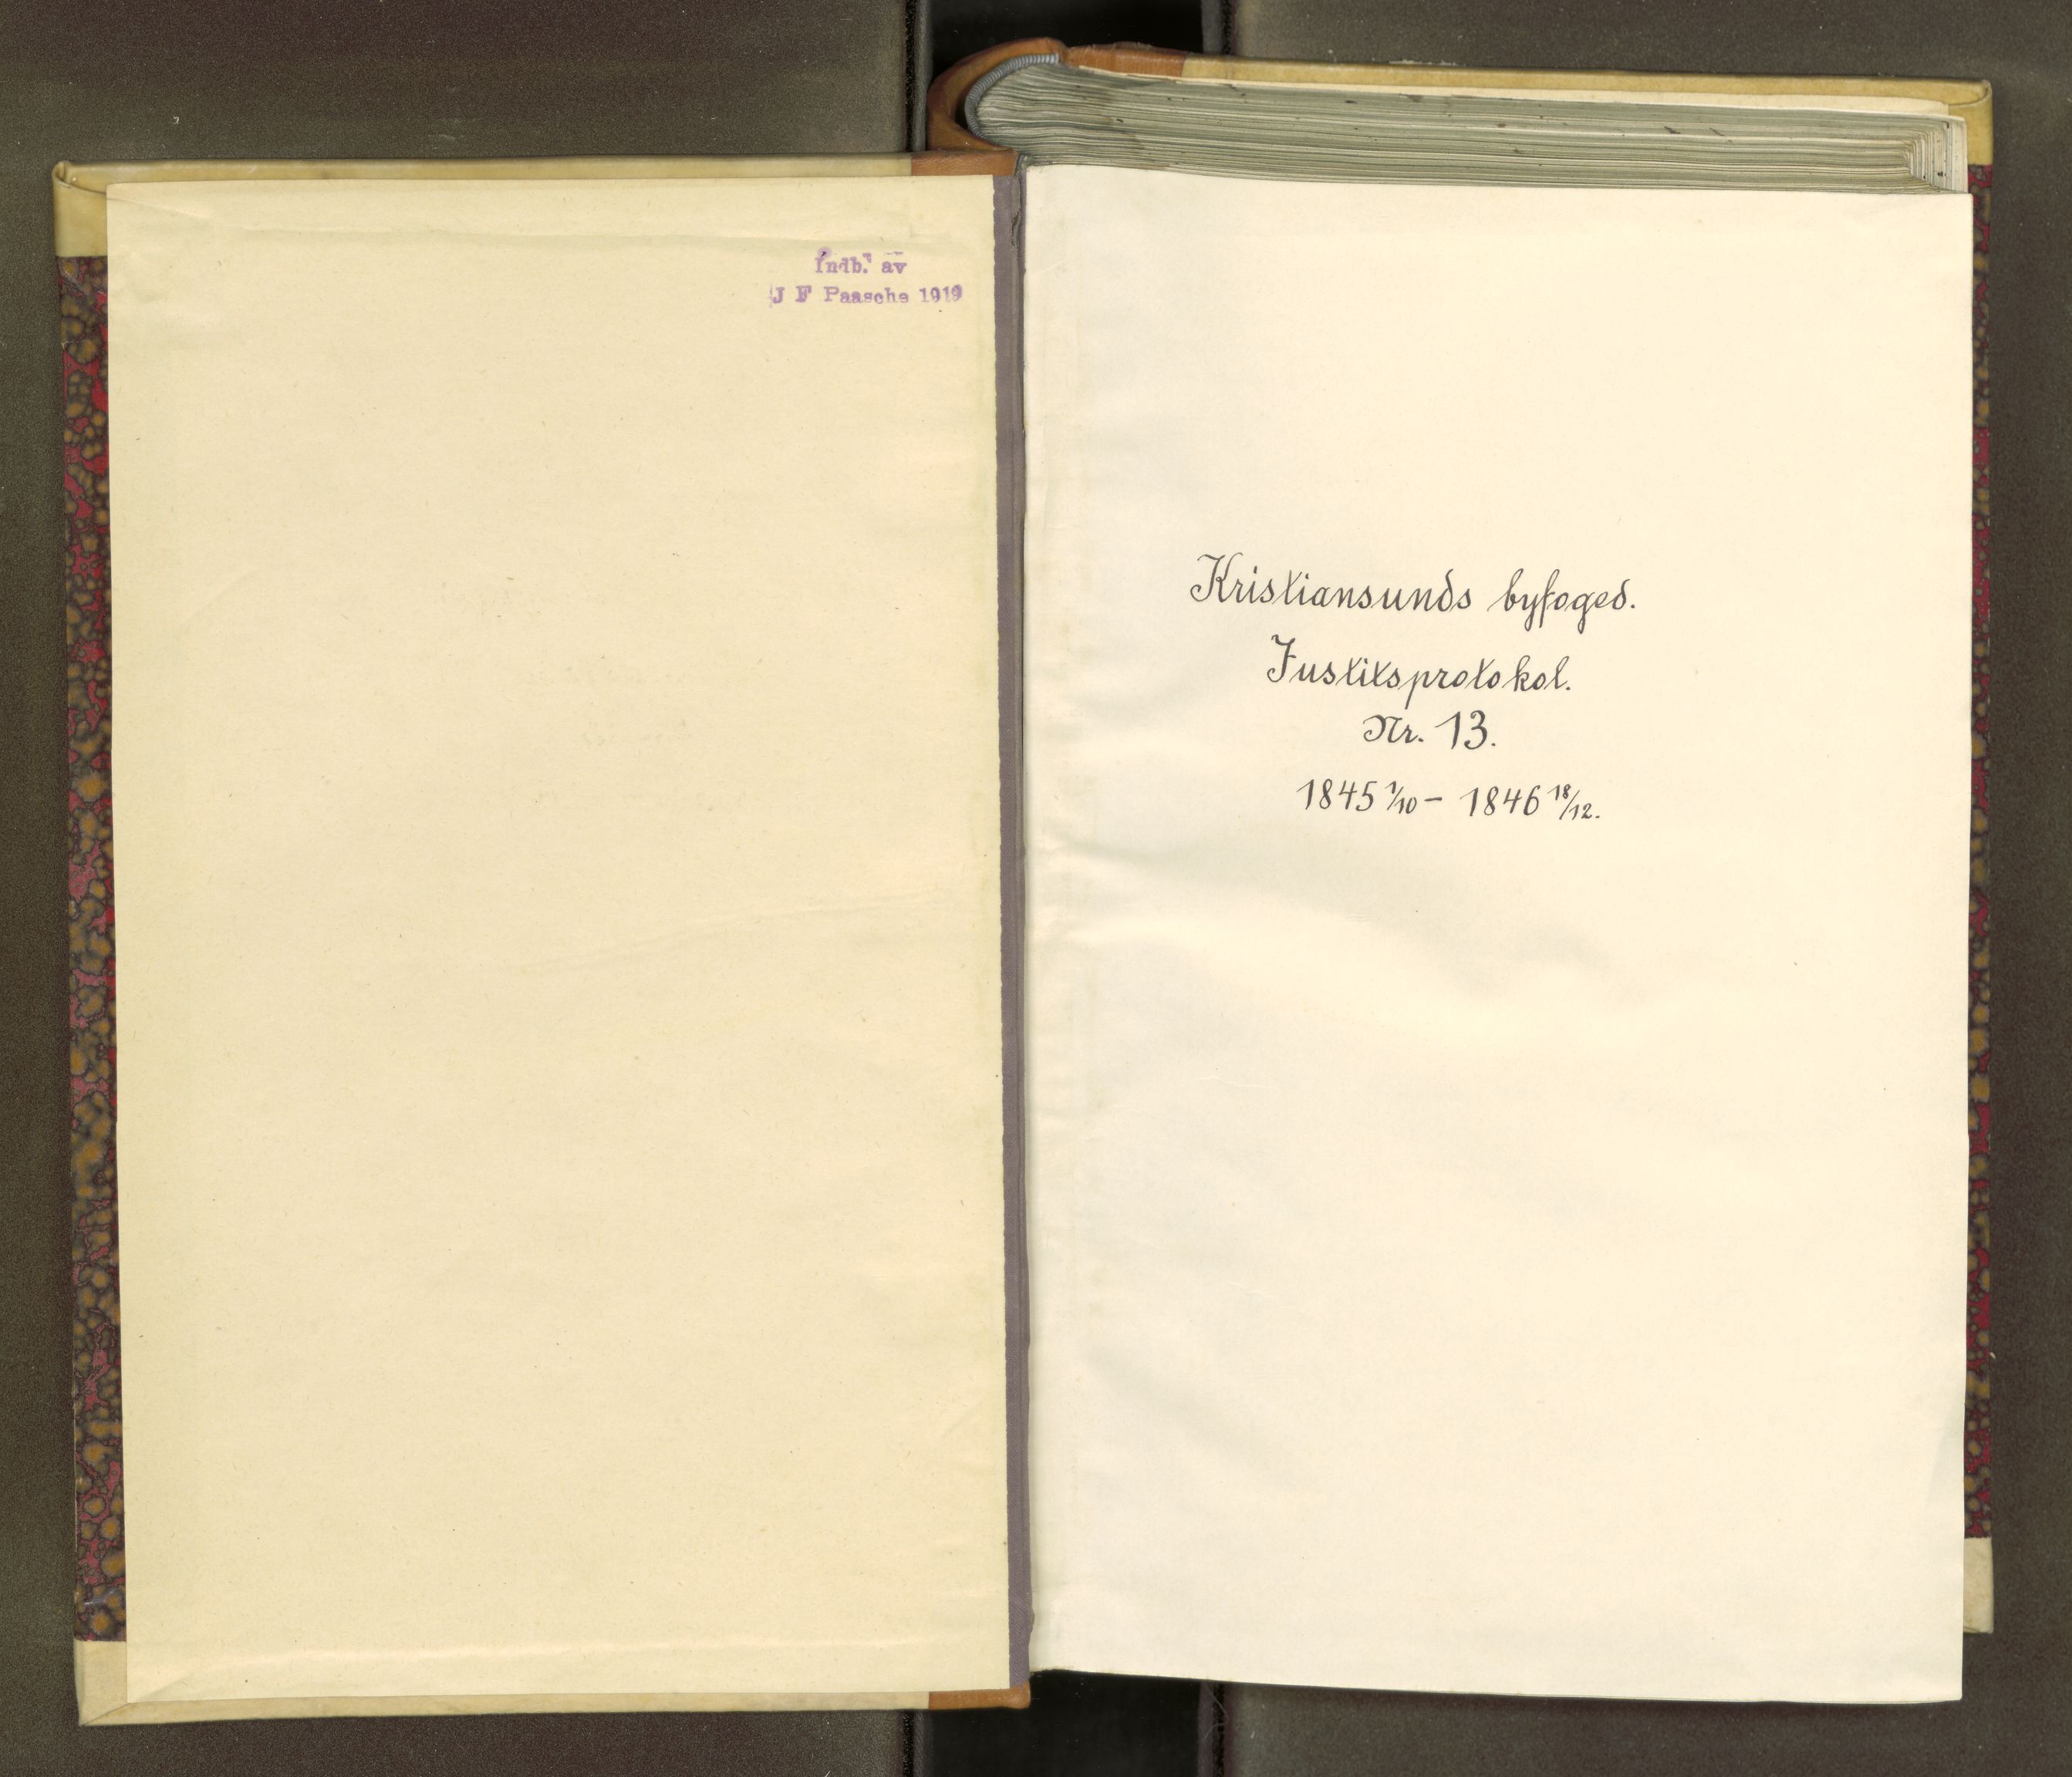 Indb. av
J F Paasche 1919
Kristiansunds byfoged.
Justitsprotokol.
Nr. 13.
1845 1/10 – 1846 18/12.